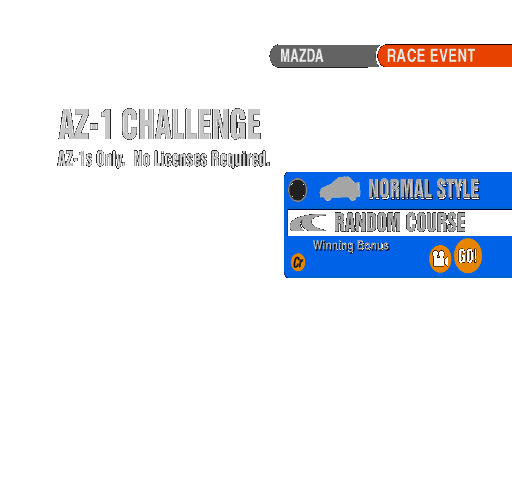 MAZDA
RACE EVENT
AZ-1 CHALLENGE
AZ-1s Only. No Licenses Required.
NORMAL STYLE
RANDOM COURSE
Winning Bonus
GO!
Cr